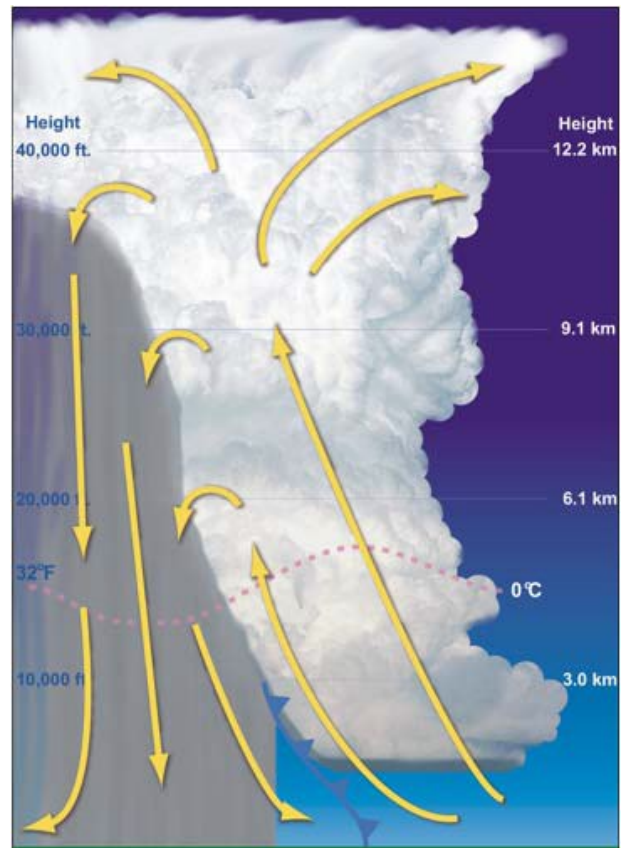 Height
40,000 ft.
Height
12.2 km
30,000 ft.
9.1 km
20,000 ft.
6.1 km
32°F
0°C
10,000 ft
3.0 km